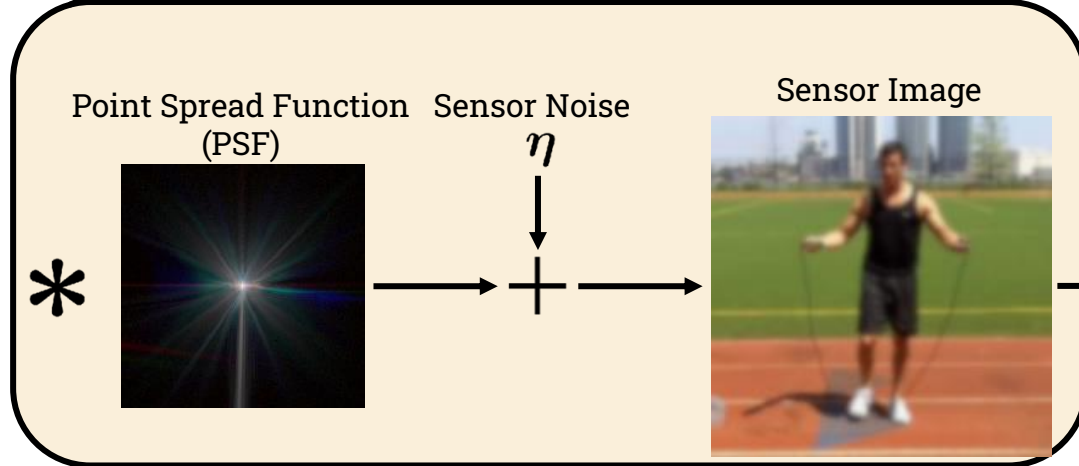 Point Spread Function
(PSF)
Sensor Noise
η
Sensor Image
*
+